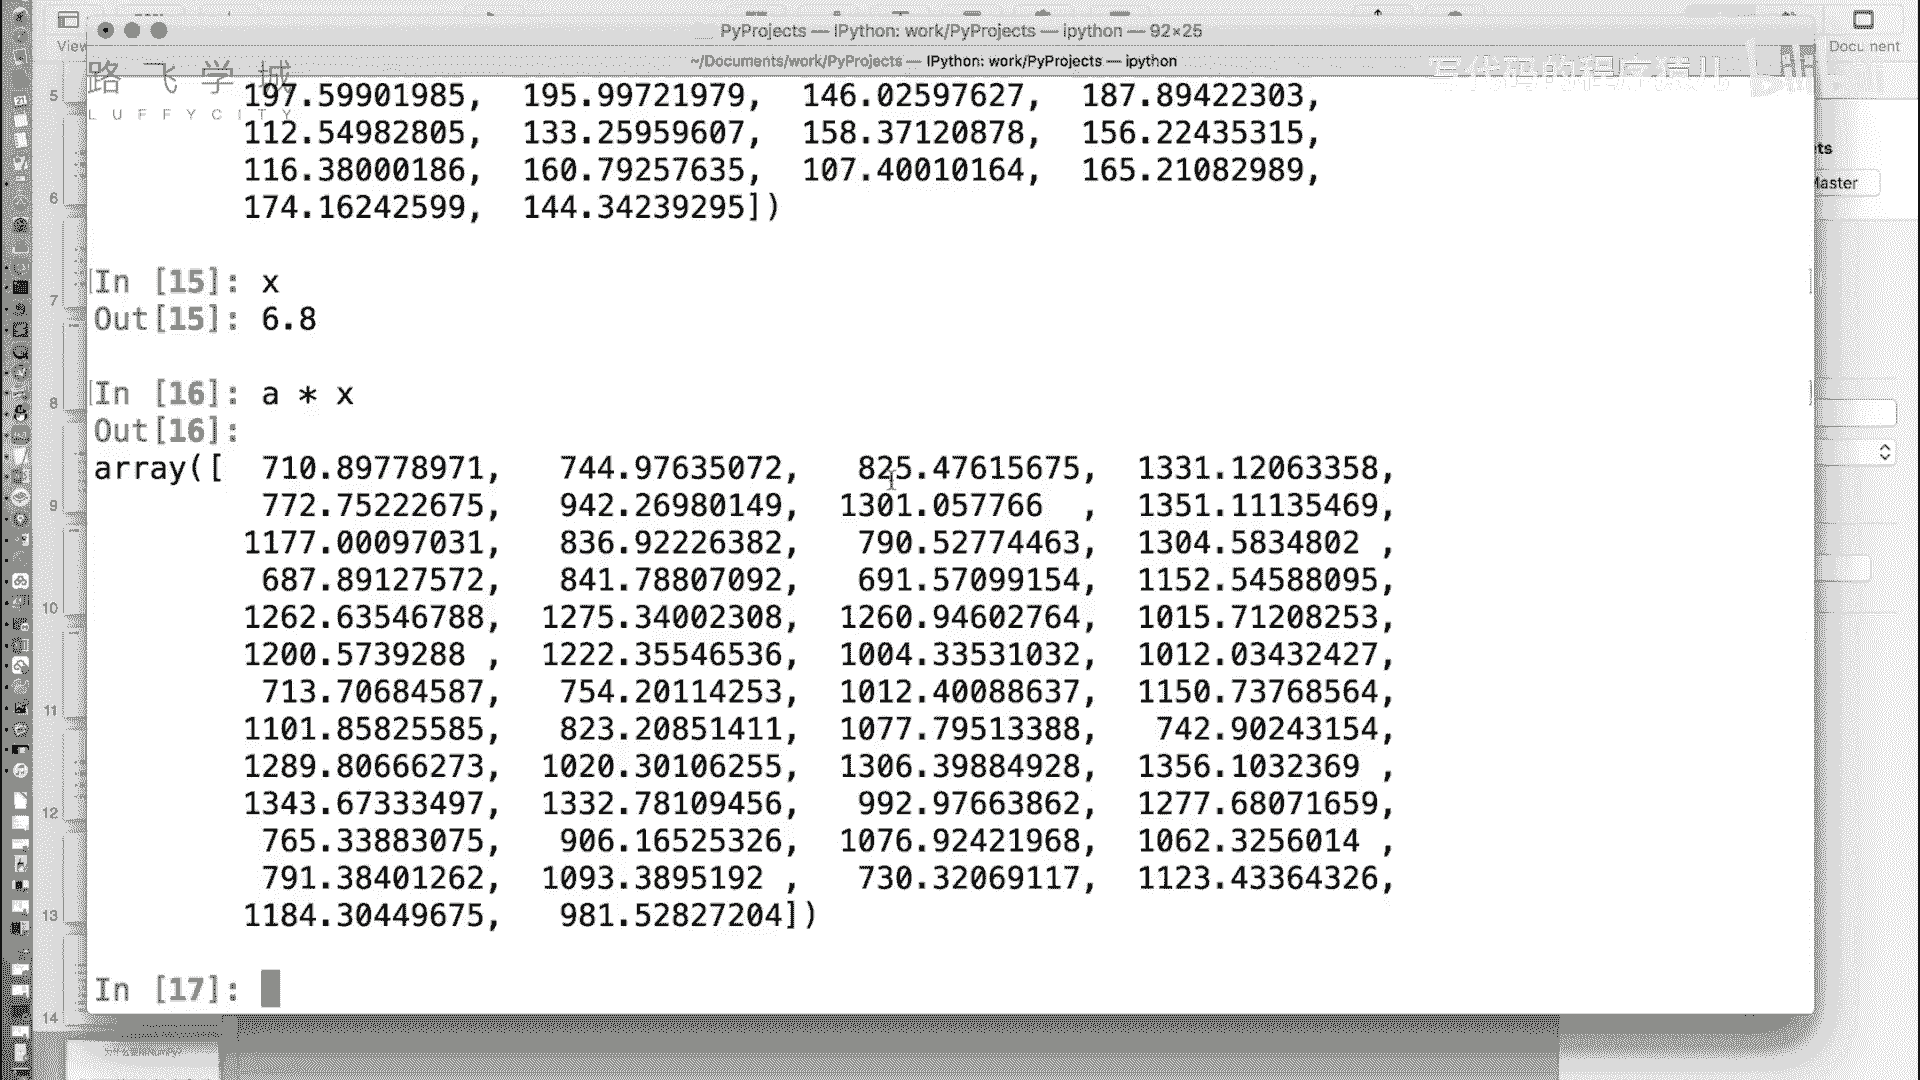 PyProjects — IPython: work/PyProjects — ipython — 92×25
View
Document
~/Documents/work/PyProjects — IPython: work/PyProjects — ipython
路飞学城
LUFFYCITY
写代码的程序猿儿
197.59901985, 195.99721979, 146.02597627, 187.89422303,
112.54982805, 133.25959607, 158.37120878, 156.22435315,
116.38000186, 160.79257635, 107.40010164, 165.21082989,
174.16242599, 144.34239295])
In [15]: x
Out[15]: 6.8
In [16]: a * x
Out[16]:
array([ 710.89778971, 744.97635072, 825.47615675, 1331.12063358,
772.75222675, 942.26980149, 1301.057766 , 1351.11135469,
1177.00097031, 836.92226382, 790.52774463, 1304.5834802 ,
687.89127572, 841.78807092, 691.57099154, 1152.54588095,
1262.63546788, 1275.34002308, 1260.94602764, 1015.71208253,
1200.5739288 , 1222.35546536, 1004.33531032, 1012.03432427,
713.70684587, 754.20114253, 1012.40088637, 1150.73768564,
1101.85825585, 823.20851411, 1077.79513388, 742.90243154,
1289.80666273, 1020.30106255, 1306.39884928, 1356.1032369 ,
1343.67333497, 1332.78109456, 992.97663862, 1277.68071659,
765.33883075, 906.16525326, 1076.92421968, 1062.3256014 ,
791.38401262, 1093.3895192 , 730.32069117, 1123.43364326,
1184.30449675, 981.52827204])
In [17]:
5
6
7
8
9
10
11
12
13
14
ts
Master